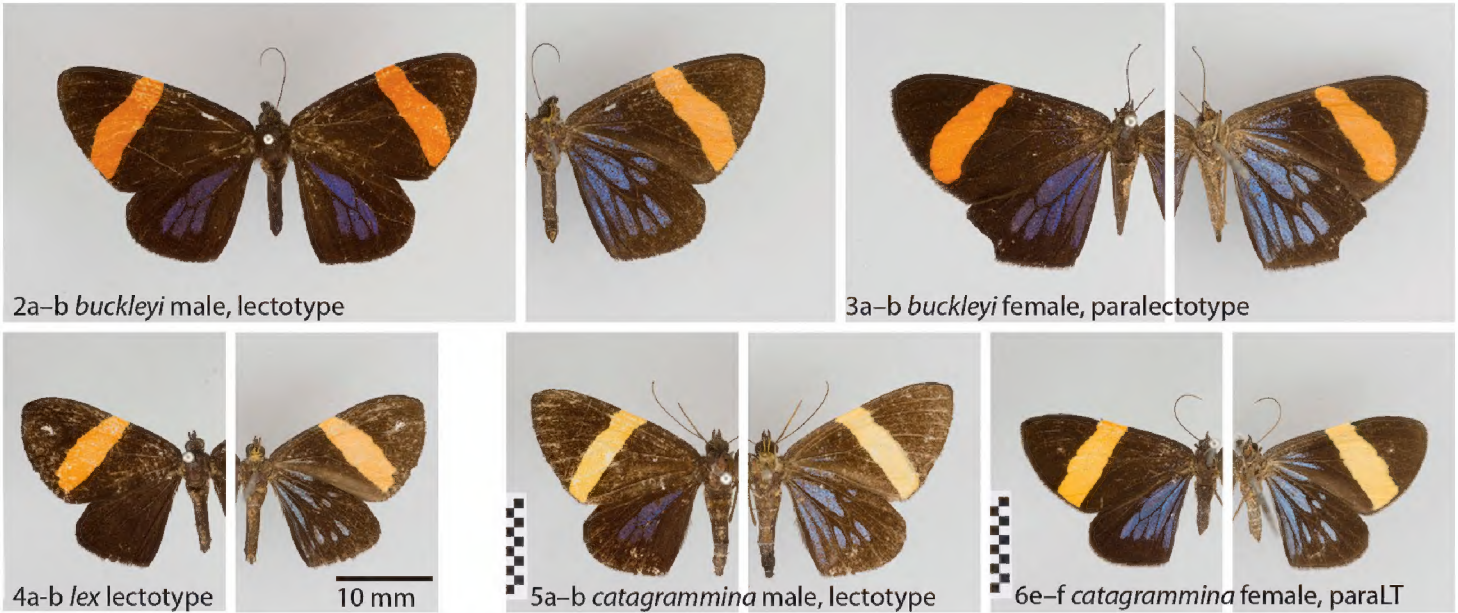 2a–b buckleyi male, lectotype
3a–b buckleyi female, paralectotype
4a-b lex lectotype
10 mm
5a–b catagrammina male, lectotype
6e–f catagrammina female, paraLT